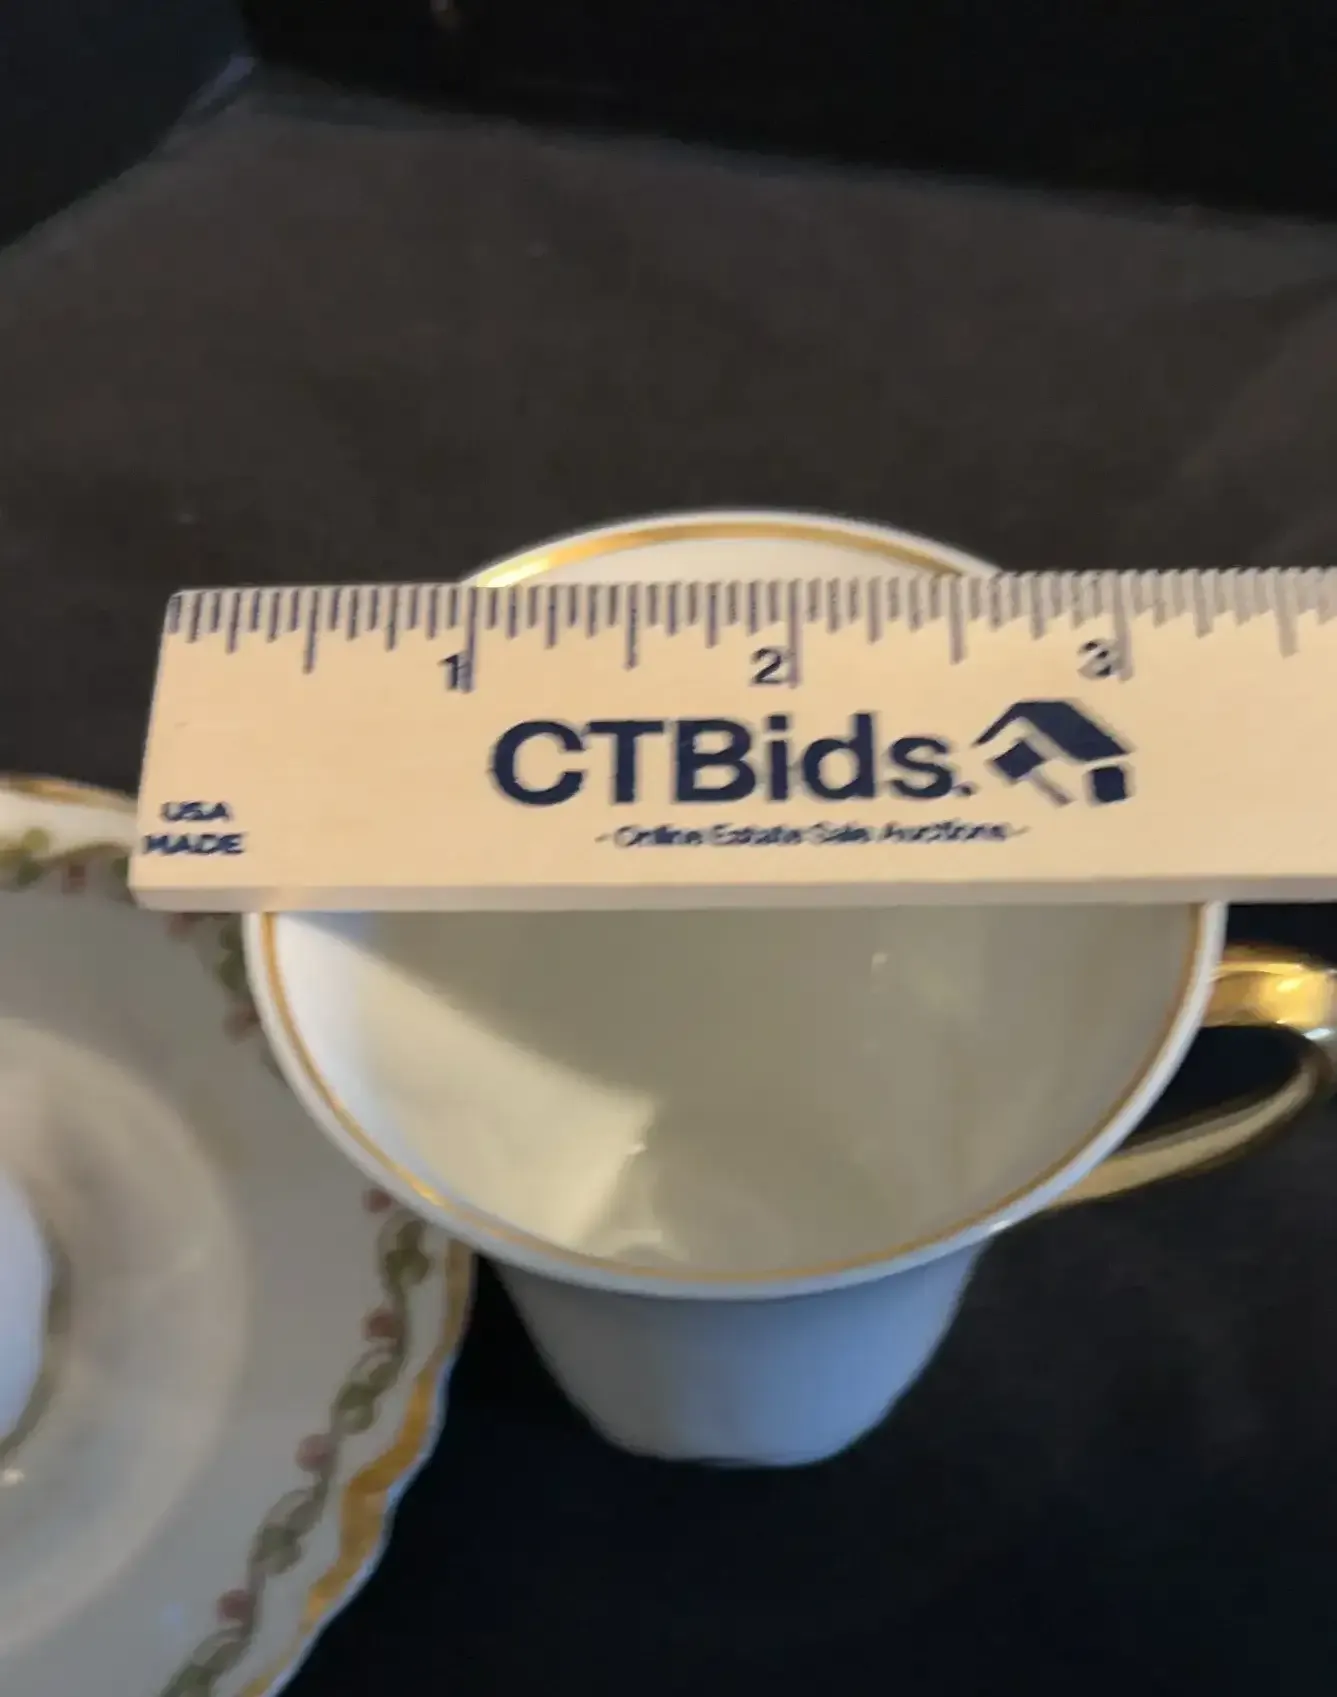 1 2 3
CTBids.
USA
MADE
- Online Estate Sale Auctions -